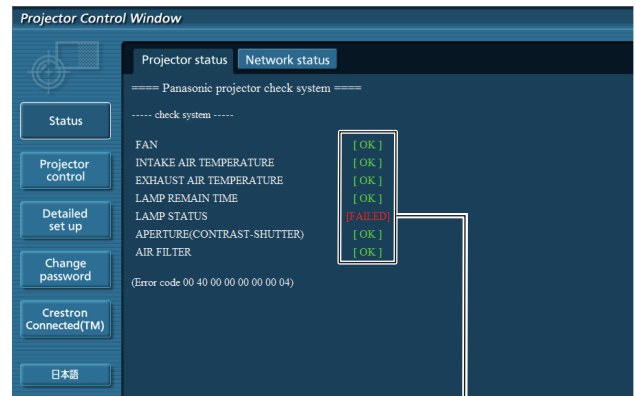 Projector Control Window
Projector status
Network status
==== Panasonic projector check system ====
----- check system -----
Status
FAN [ OK ]
INTAKE AIR TEMPERATURE [ OK ]
EXHAUST AIR TEMPERATURE [ OK ]
LAMP REMAIN TIME [ OK ]
LAMP STATUS [FAILED]
APERTURE(CONTRAST-SHUTTER) [ OK ]
AIR FILTER [ OK ]
(Error code 00 40 00 00 00 00 00 04)
Projector
control
Detailed
set up
Change
password
Crestron
Connected(TM)
日本語